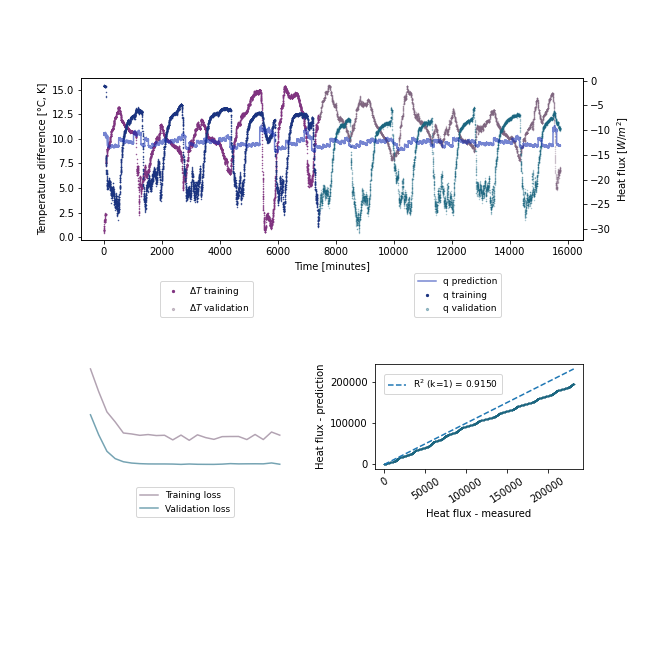 15.0
12.5
10.0
7.5
5.0
2.5
0.0
Temperature difference [°C, K]
0
−5
−10
−15
−20
−25
−30
Heat flux [W/m²]
0 2000 4000 6000 8000 10000 12000 14000 16000
Time [minutes]
ΔT training
ΔT validation
q prediction
q training
q validation
Training loss
Validation loss
200000
100000
0
Heat flux - prediction
R² (k=1) = 0.9150
0 50000 100000 150000 200000
Heat flux - measured